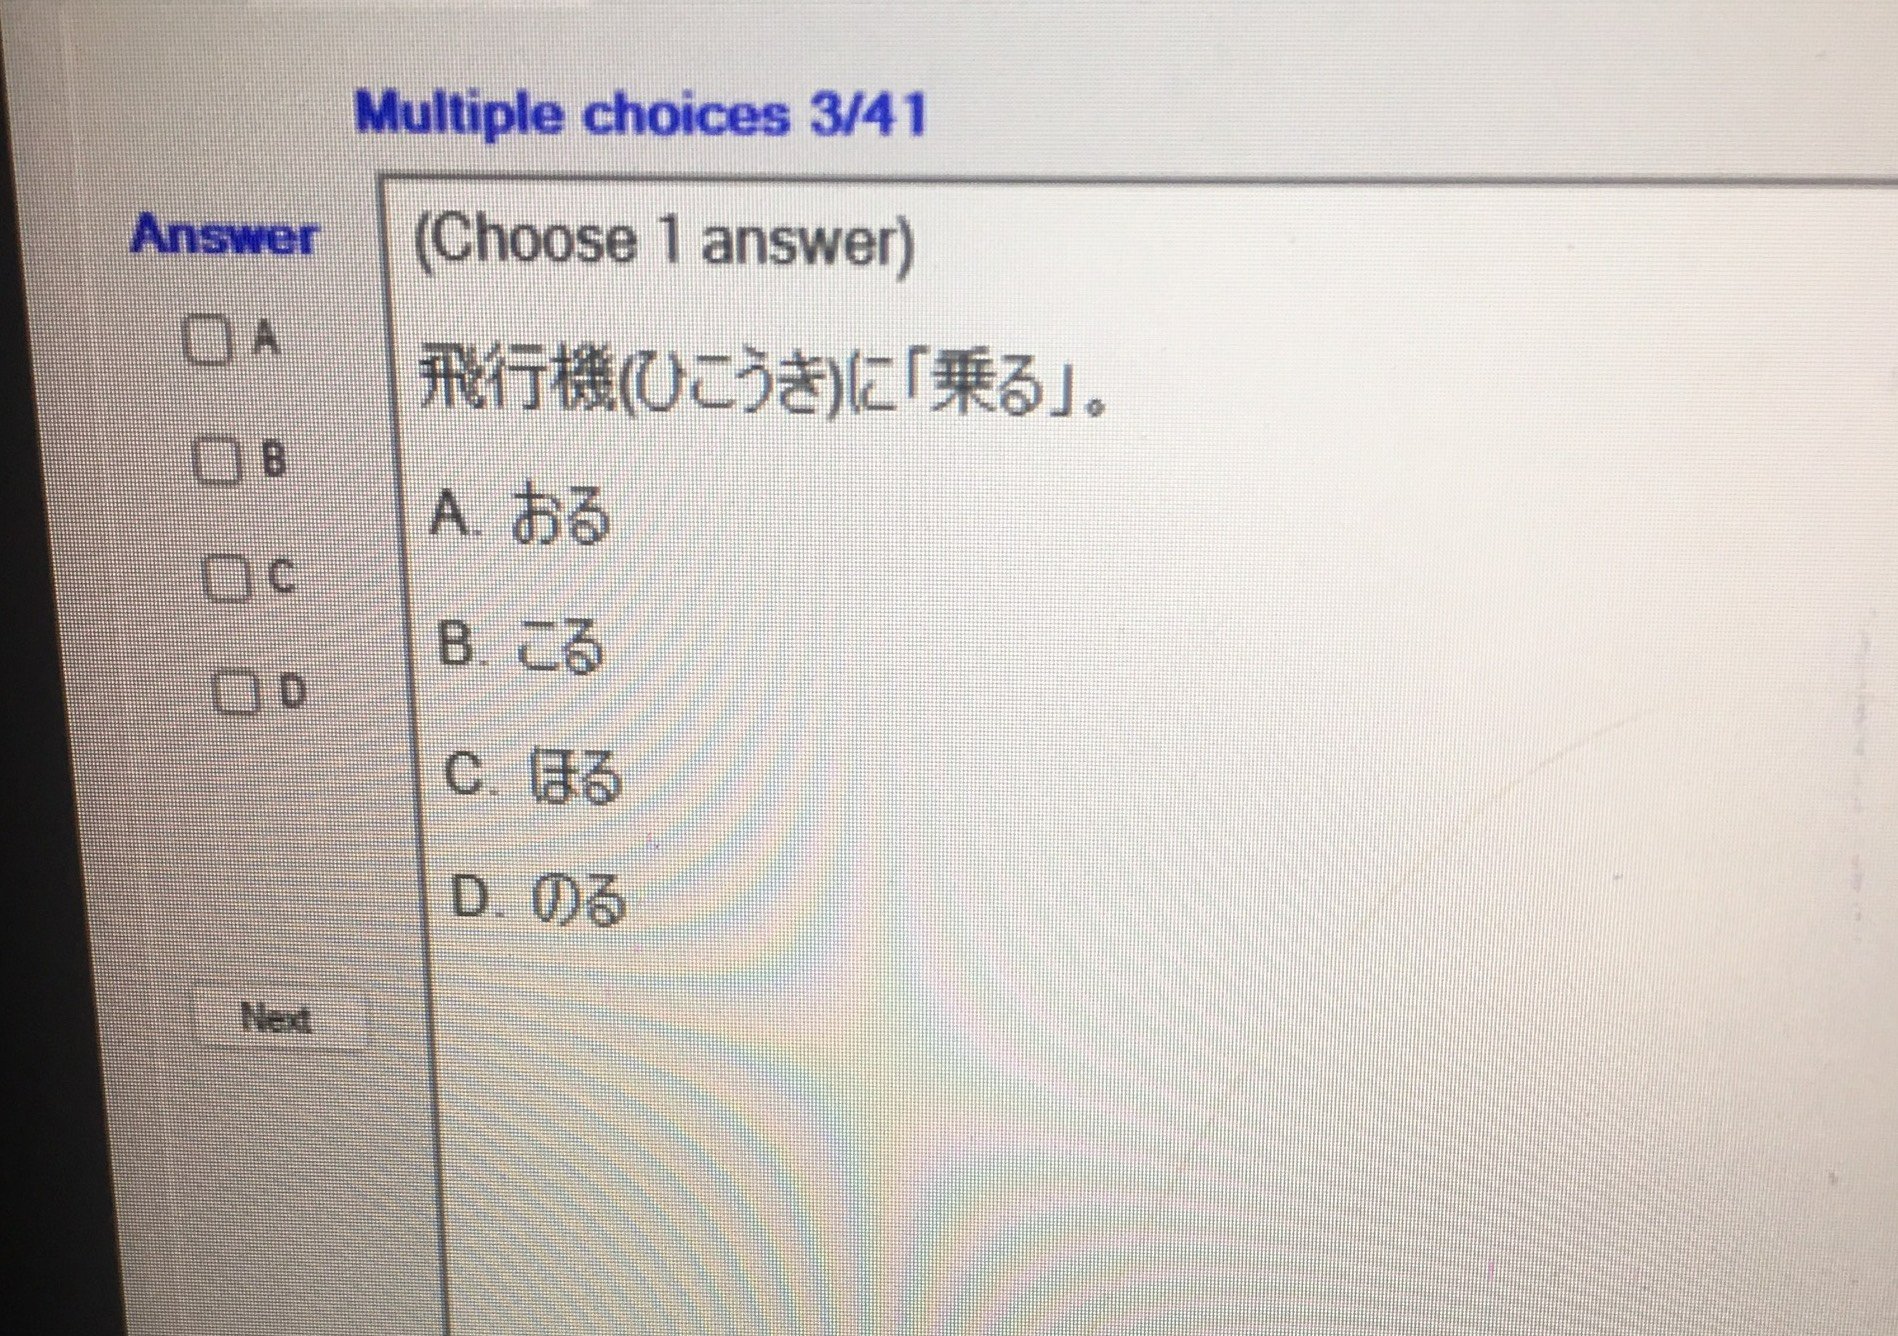 Multiple choices 3/41
Answer
(Choose 1 answer)
A
飛行機(ひこうき)に「乗る」。
B
A. おる
C
B. こる
D
C. ほる
D. のる
Next